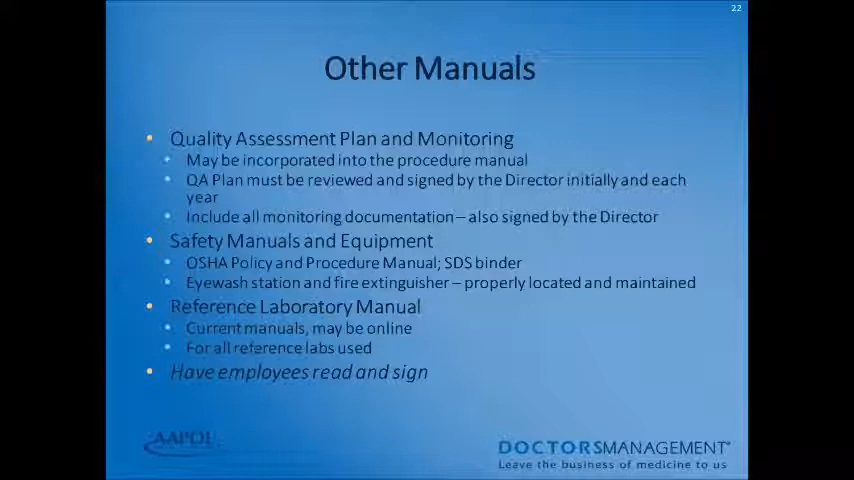 22
Other Manuals
• Quality Assessment Plan and Monitoring
• May be incorporated into the procedure manual
• QA Plan must be reviewed and signed by the Director initially and each
year
• Include all monitoring documentation – also signed by the Director
• Safety Manuals and Equipment
• OSHA Policy and Procedure Manual; SDS binder
• Eyewash station and fire extinguisher – properly located and maintained
• Reference Laboratory Manual
• Current manuals, may be online
• For all reference labs used
• Have employees read and sign
AAPOL
DOCTORSMANAGEMENT®
Leave the business of medicine to us